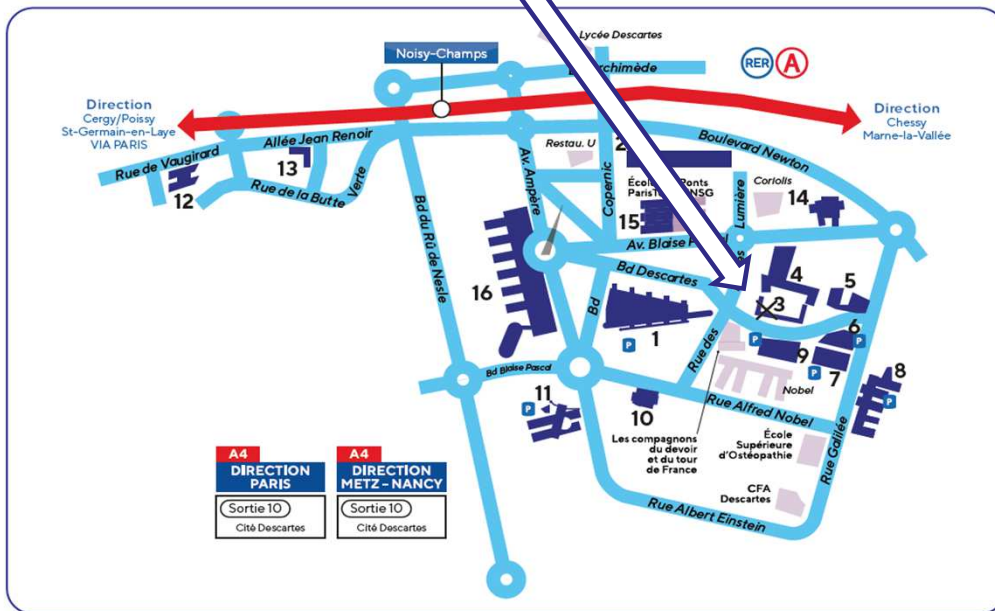 Lycée Descartes
Noisy–Champs
Archimède
RER A
Direction
Cergy/Poissy
St-Germain-en-Laye
VIA PARIS
Direction
Chessy
Marne-la-Vallée
Allée Jean Renoir
Rue de Vaugirard
13
12
Rue de la Butte
Verte
Bd du Rû de Nesle
Av. Ampère
Restau. U
Copernic
2
Boulevard Newton
Lumière
Coriolis
14
15
Av. Blaise
Bd Descartes
16
Bd
1
P
4
3
5
6
P
P
9
7
P
8
P
Rue des
Nobel
Bd Blaise Pascal
11
P
10
Rue Alfred Nobel
Rue Galilée
Les compagnons
du devoir
et du tour
de France
École
Supérieure
d'Ostéopathie
CFA
Descartes
Rue Albert Einstein
A4
DIRECTION
PARIS
Sortie 10
Cité Descartes
A4
DIRECTION
METZ – NANCY
Sortie 10
Cité Descartes